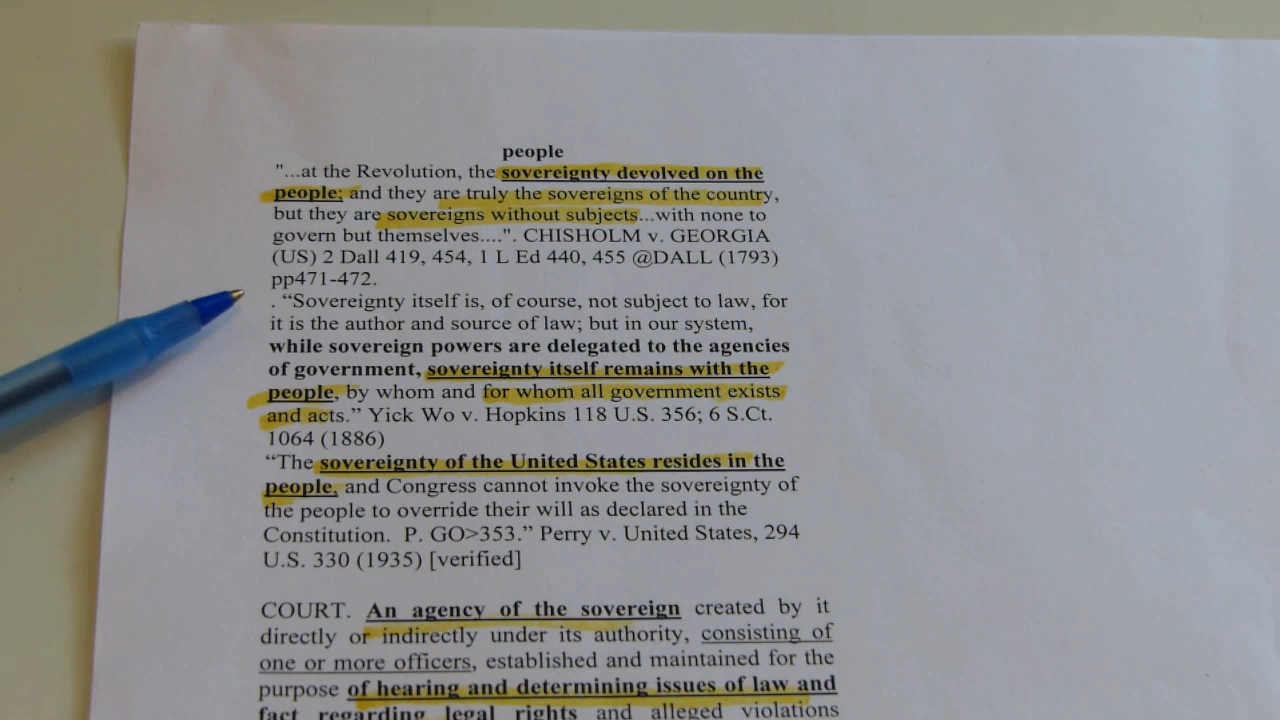 people
"...at the Revolution, the sovereignty devolved on the
people; and they are truly the sovereigns of the country,
but they are sovereigns without subjects...with none to
govern but themselves....". CHISHOLM v. GEORGIA
(US) 2 Dall 419, 454, 1 L Ed 440, 455 @DALL (1793)
pp471-472.
. “Sovereignty itself is, of course, not subject to law, for
it is the author and source of law; but in our system,
while sovereign powers are delegated to the agencies
of government, sovereignty itself remains with the
people, by whom and for whom all government exists
and acts.” Yick Wo v. Hopkins 118 U.S. 356; 6 S.Ct.
1064 (1886)
“The sovereignty of the United States resides in the
people, and Congress cannot invoke the sovereignty of
the people to override their will as declared in the
Constitution. P. GO>353.” Perry v. United States, 294
U.S. 330 (1935) [verified]
COURT. An agency of the sovereign created by it
directly or indirectly under its authority, consisting of
one or more officers, established and maintained for the
purpose of hearing and determining issues of law and
fact regarding legal rights and alleged violations